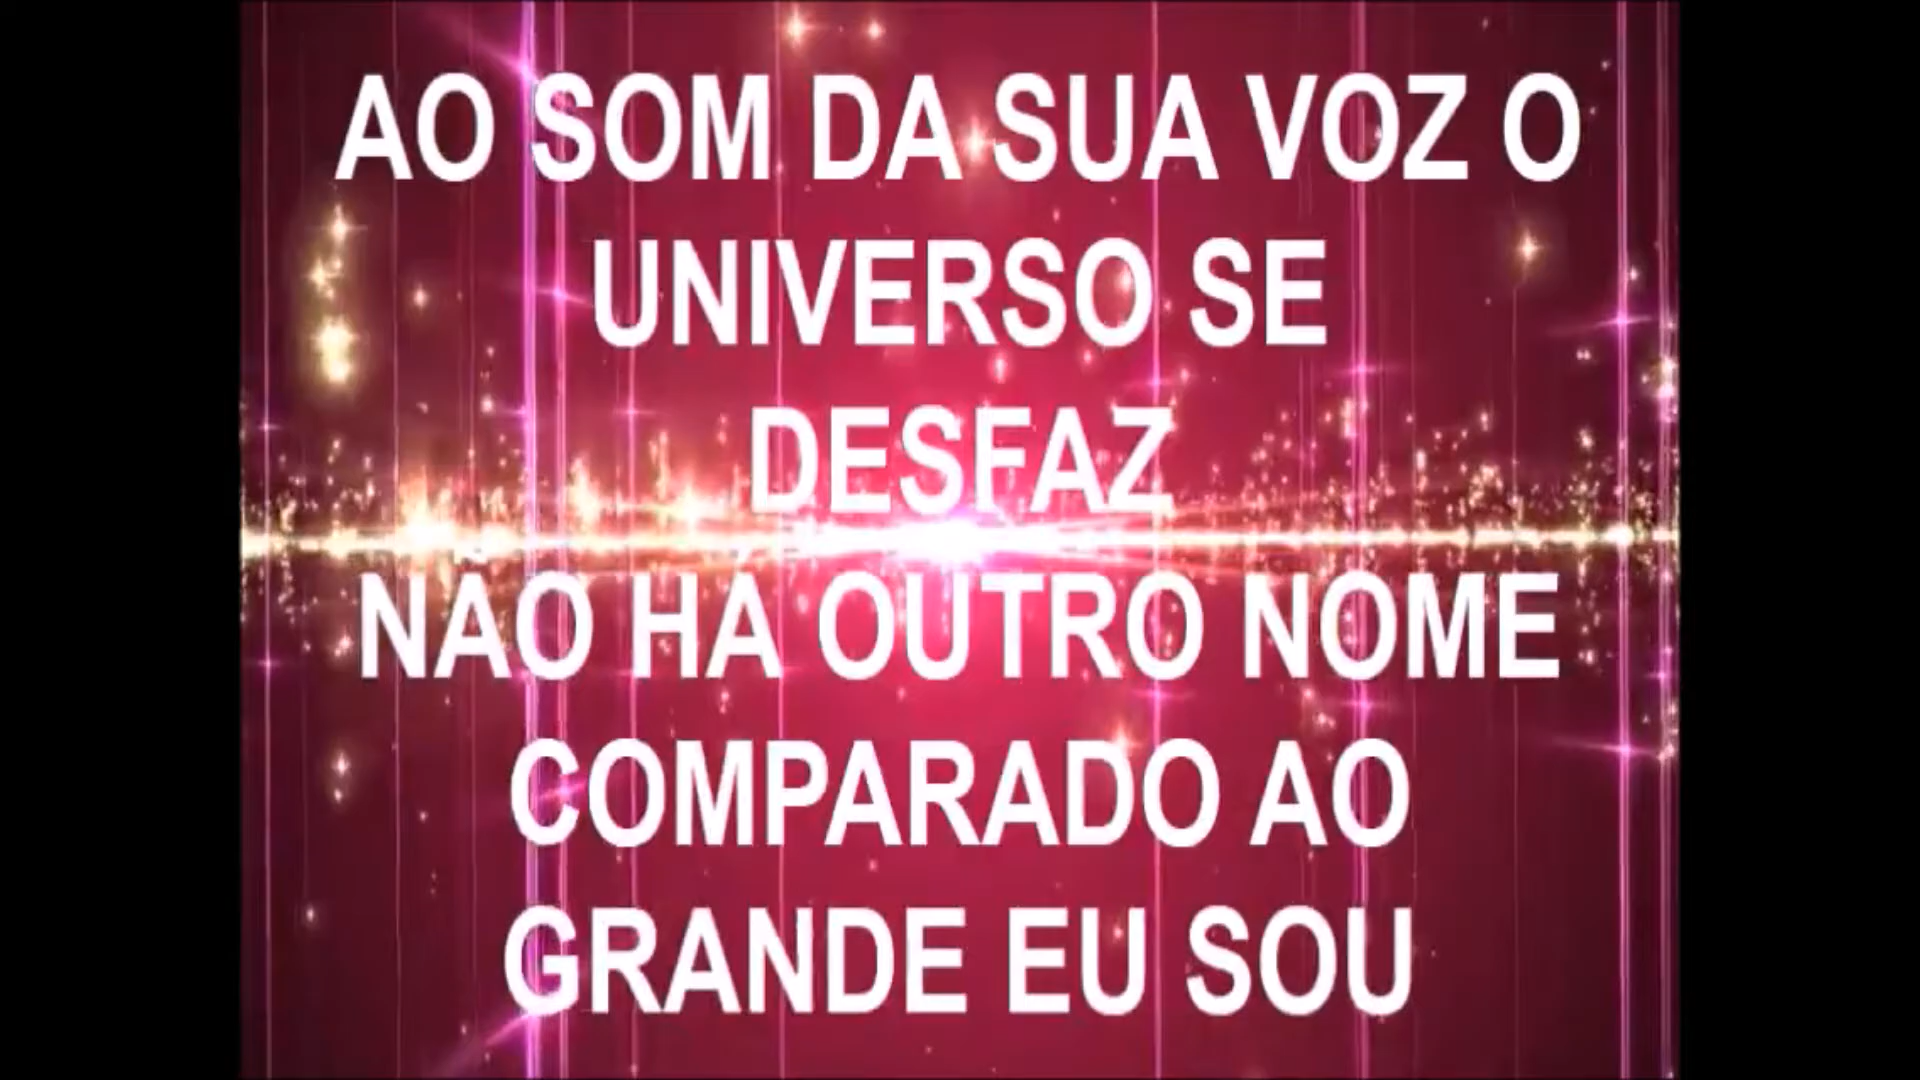 AO SOM DA SUA VOZ O
UNIVERSO SE
DESFAZ
NÃO HÁ OUTRO NOME
COMPARADO AO
GRANDE EU SOU